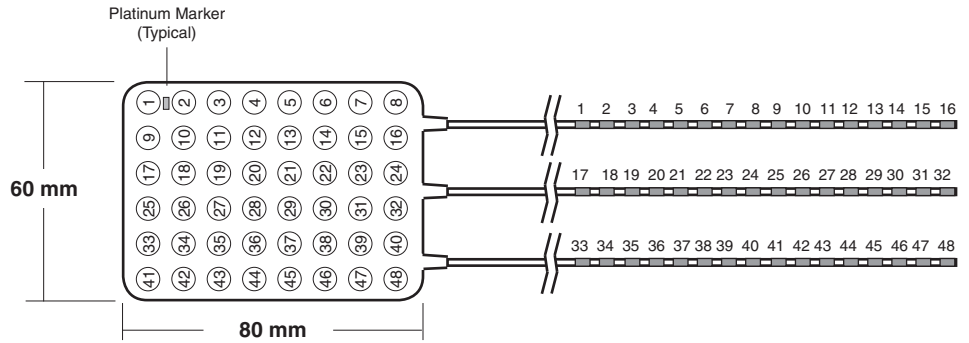 Platinum Marker
(Typical)
1 2 3 4 5 6 7 8
9 10 11 12 13 14 15 16
17 18 19 20 21 22 23 24
25 26 27 28 29 30 31 32
33 34 35 36 37 38 39 40
41 42 43 44 45 46 47 48
60 mm
80 mm
1 2 3 4 5 6 7 8 9 10 11 12 13 14 15 16
17 18 19 20 21 22 23 24 25 26 27 28 29 30 31 32
33 34 35 36 37 38 39 40 41 42 43 44 45 46 47 48